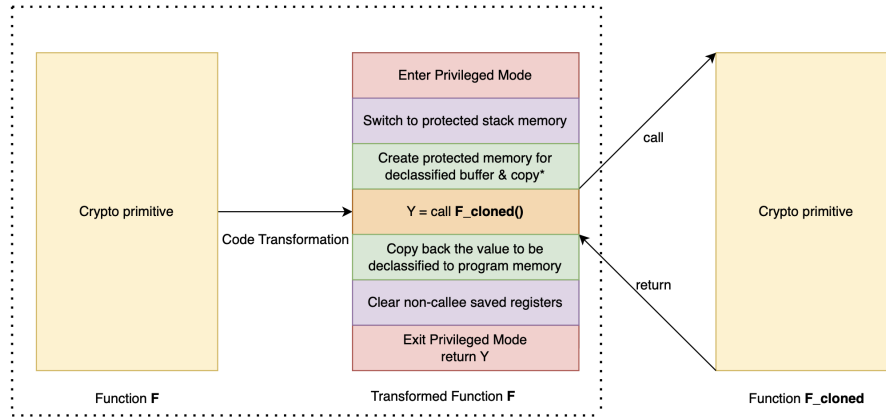 Enter Privileged Mode
Switch to protected stack memory
Create protected memory for
declassified buffer & copy*
call
Crypto primitive
Y = call F_cloned()
Crypto primitive
Code Transformation
Copy back the value to be
declassified to program memory
return
Clear non-callee saved registers
Exit Privileged Mode
return Y
Function F
Transformed Function F
Function F_cloned